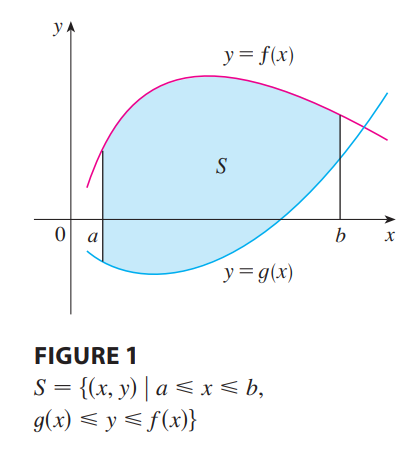 y
y = f(x)
S
0
a
b
x
y = g(x)
FIGURE 1
S = {(x, y) | a ⩽ x ⩽ b,
g(x) ⩽ y ⩽ f(x)}